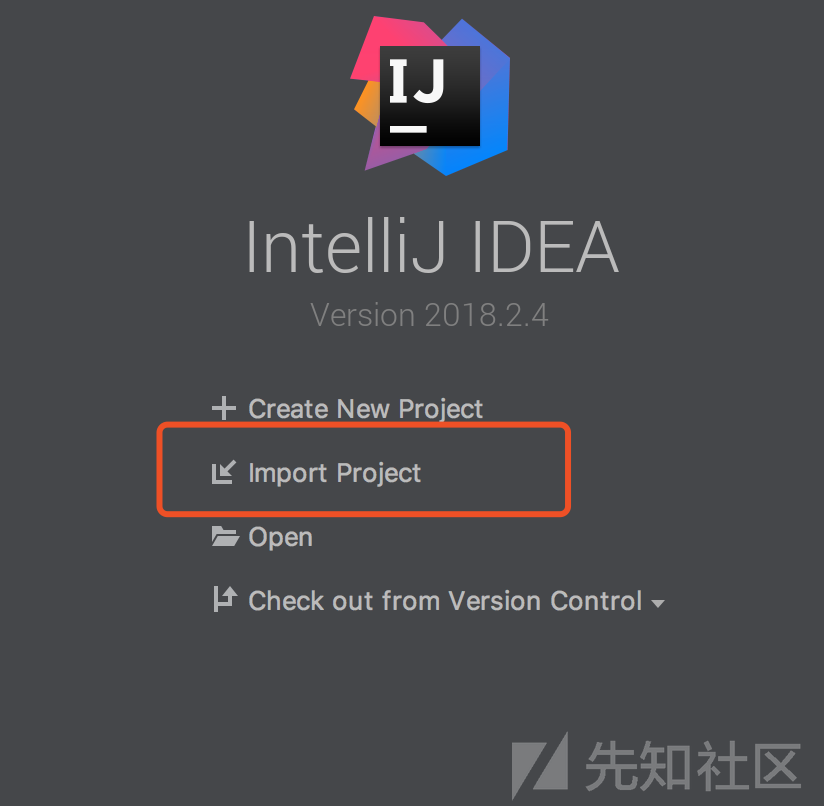 IJ
IntelliJ IDEA
Version 2018.2.4
Create New Project
Import Project
Open
Check out from Version Control
先知社区